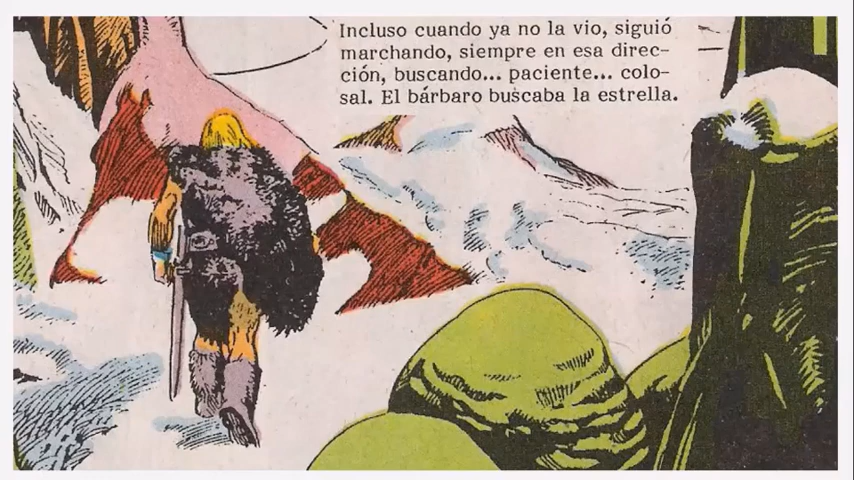 Incluso cuando ya no la vio, siguió
marchando, siempre en esa direc-
ción, buscando... paciente... colo-
sal. El bárbaro buscaba la estrella.